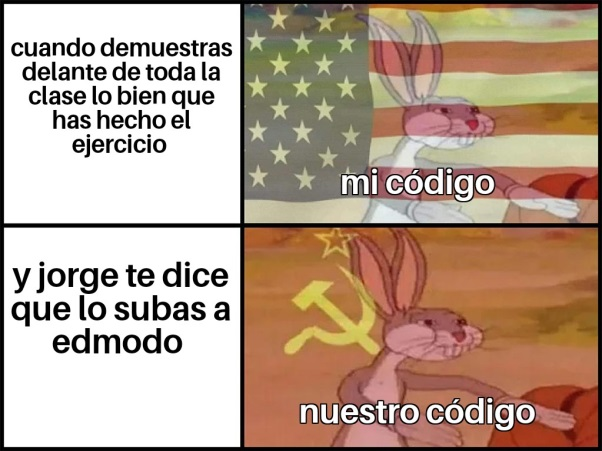 cuando demuestras
delante de toda la
clase lo bien que
has hecho el
ejercicio
mi código
y jorge te dice
que lo subas a
edmodo
nuestro código